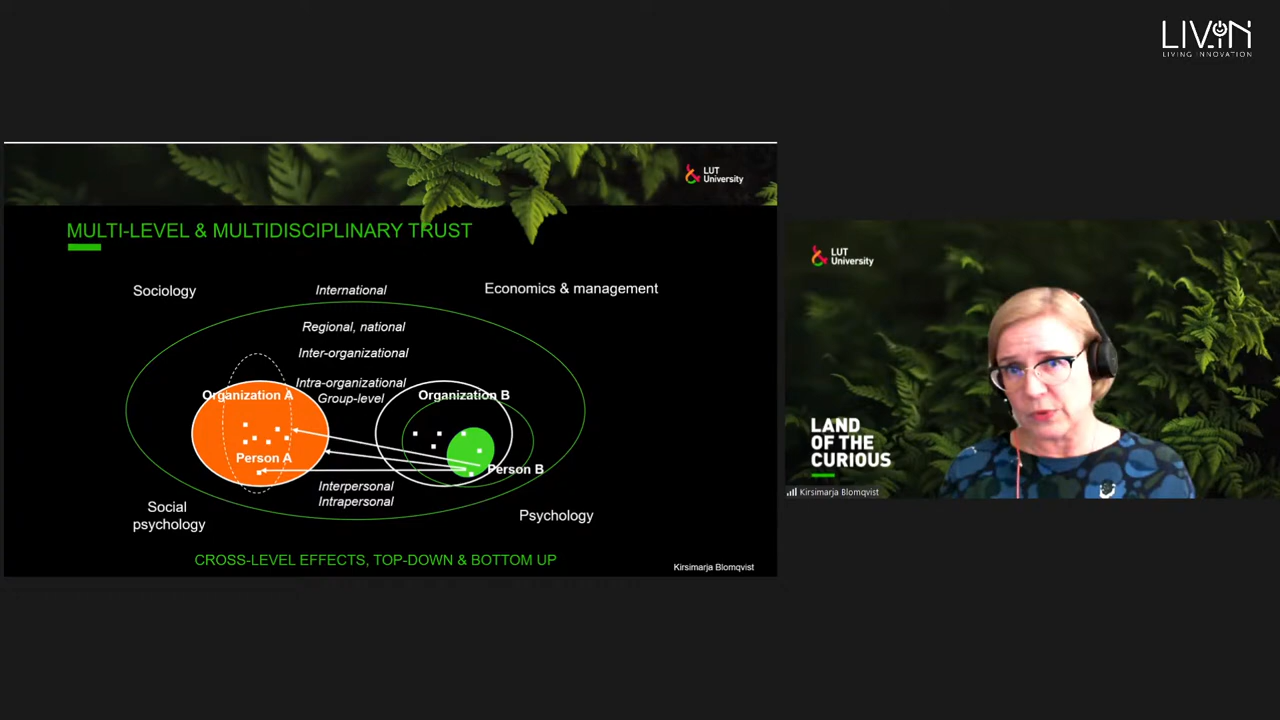 LIVIN
LIVING INNOVATION
LUT
University
MULTI-LEVEL & MULTIDISCIPLINARY TRUST
Sociology
International
Economics & management
Regional, national
Inter-organizational
Intra-organizational
Group-level
Organization A
Organization B
Person A
Person B
Interpersonal
Intrapersonal
Social
psychology
Psychology
CROSS-LEVEL EFFECTS, TOP-DOWN & BOTTOM UP
Kirsimarja Blomqvist
LUT
University
LAND
OF THE
CURIOUS
Kirsimarja Blomqvist